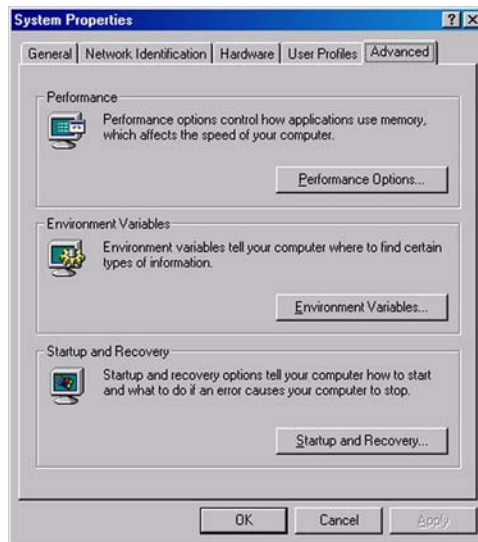 System Properties
General Network Identification Hardware User Profiles Advanced
Performance
Performance options control how applications use memory,
which affects the speed of your computer.
Performance Options...
Environment Variables
Environment variables tell your computer where to find certain
types of information.
Environment Variables...
Startup and Recovery
Startup and recovery options tell your computer how to start
and what to do if an error causes your computer to stop.
Startup and Recovery...
OK Cancel Apply